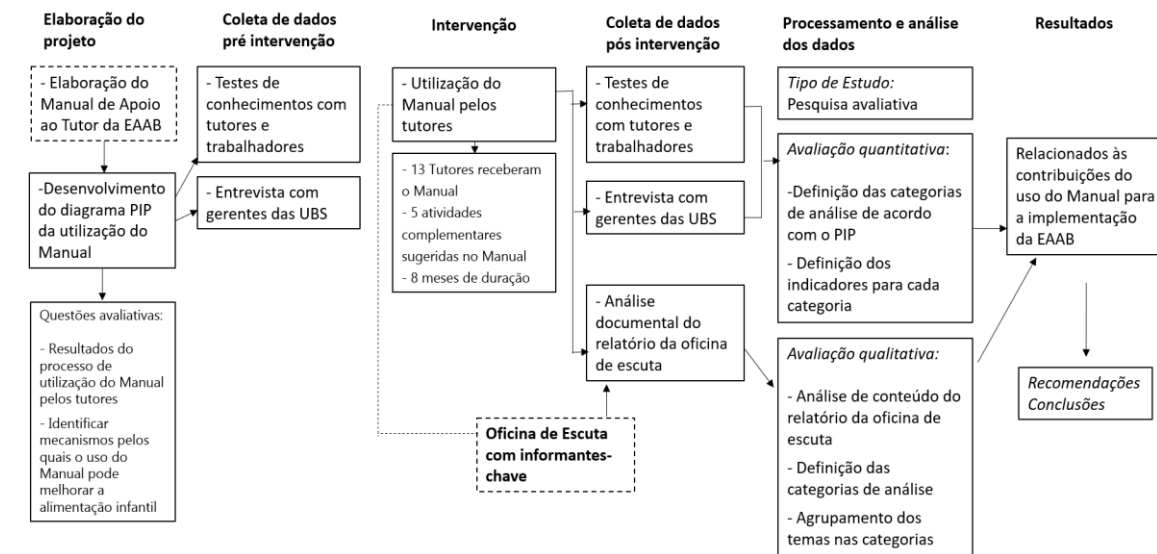 Elaboração do
projeto
- Elaboração do
Manual de Apoio
ao Tutor da EAAB
-Desenvolvimento
do diagrama PIP
da utilização do
Manual
Questões avaliativas:
- Resultados do
processo de
utilização do Manual
pelos tutores
- Identificar
mecanismos pelos
quais o uso do
Manual pode
melhorar a
alimentação infantil
Coleta de dados
pré intervenção
- Testes de
conhecimentos com
tutores e
trabalhadores
- Entrevista com
gerentes das UBS
Intervenção
- Utilização do
Manual pelos
tutores
- 13 Tutores receberam
o Manual
- 5 atividades
complementares
sugeridas no Manual
- 8 meses de duração
Oficina de Escuta
com informantes-
chave
Coleta de dados
pós intervenção
- Testes de
conhecimentos
com tutores e
trabalhadores
- Entrevista com
gerentes das UBS
- Análise
documental do
relatório da oficina
de escuta
Processamento e análise
dos dados
Tipo de Estudo:
Pesquisa avaliativa
Avaliação quantitativa:
-Definição das categorias
de análise de acordo
com o PIP
- Definição dos
indicadores para cada
categoria
Avaliação qualitativa:
- Análise de conteúdo do
relatório da oficina de
escuta
- Definição das
categorias de análise
- Agrupamento dos
temas nas categorias
Resultados
Relacionados às
contribuições do
uso do Manual para
a implementação
da EAAB
Recomendações
Conclusões